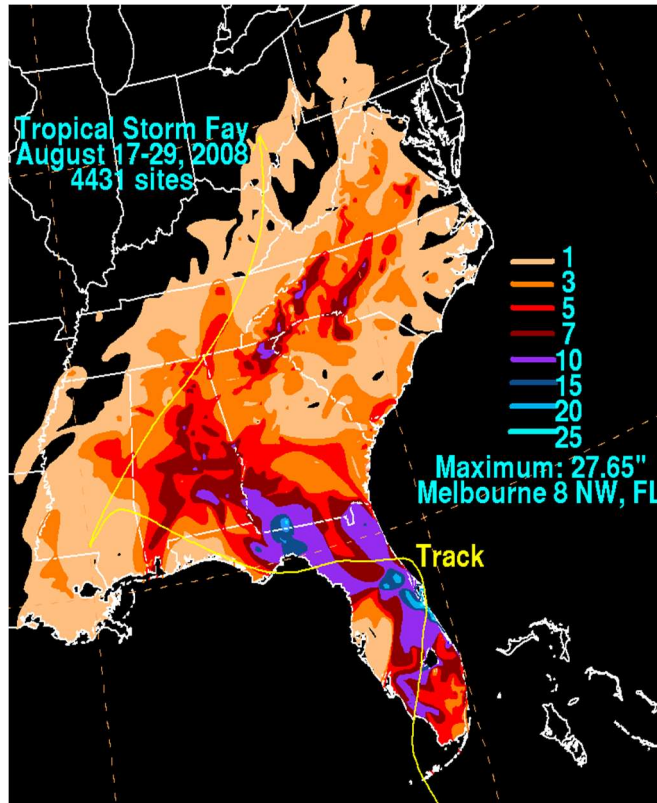 Tropical Storm Fay
August 17-29, 2008
4431 sites
1
3
5
7
10
15
20
25
Maximum: 27.65"
Melbourne 8 NW, FL
Track